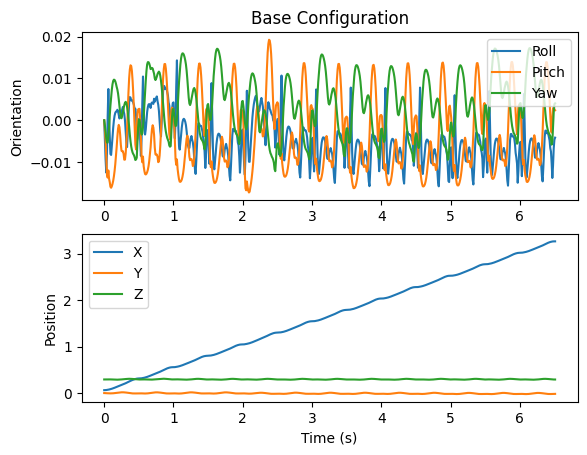 Base Configuration
Orientation
0.02
0.01
0.00
−0.01
Roll
Pitch
Yaw
0 1 2 3 4 5 6
Position
3
2
1
0
X
Y
Z
0 1 2 3 4 5 6
Time (s)